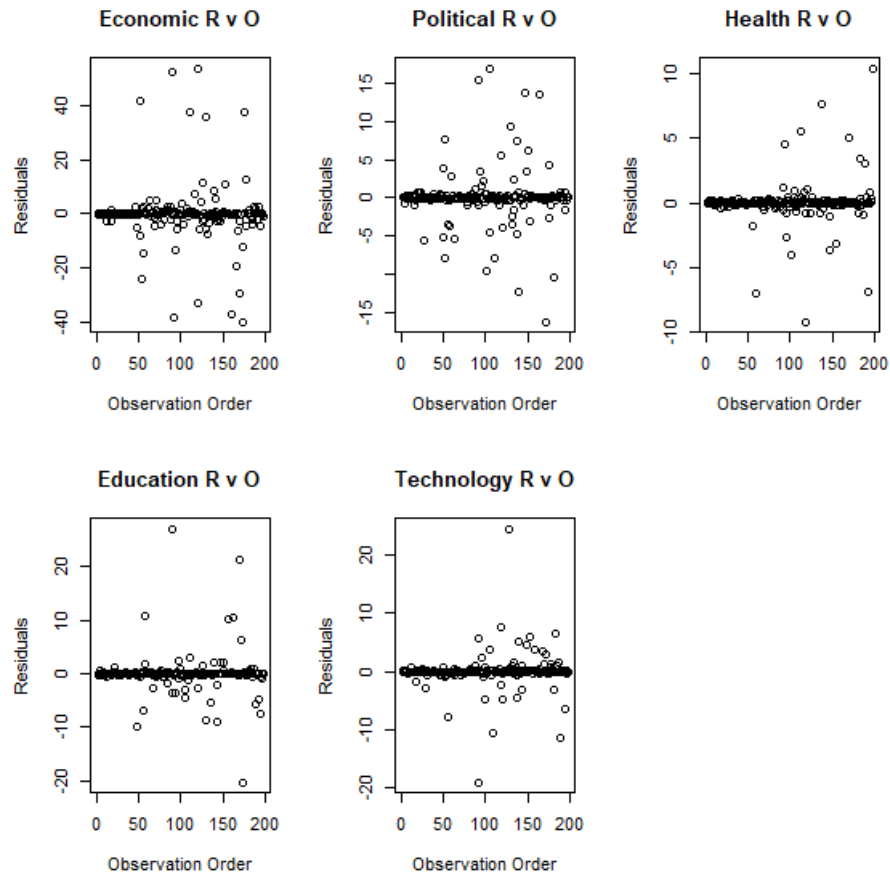 Economic R v O
Political R v O
Health R v O
Residuals
40
20
0
-20
-40
0 50 100 150 200
Observation Order
Residuals
15
10
5
0
-5
-15
0 50 100 150 200
Observation Order
Residuals
10
5
0
-5
-10
0 50 100 150 200
Observation Order
Education R v O
Technology R v O
Residuals
20
10
0
-10
-20
0 50 100 150 200
Observation Order
Residuals
20
10
0
-10
-20
0 50 100 150 200
Observation Order